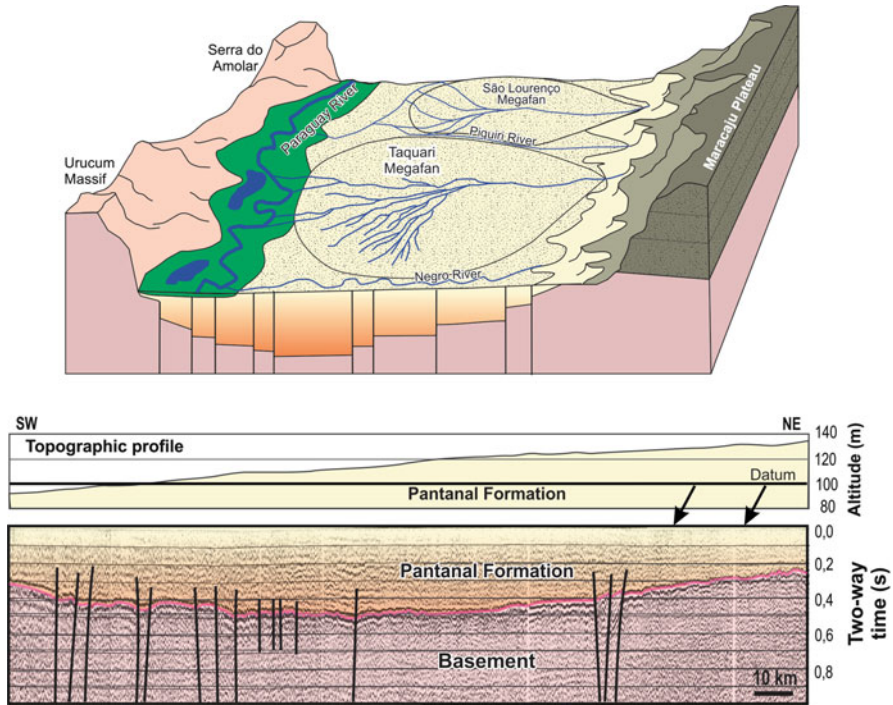 Serra do
Amolar
São Lourenço
Megafan
Maracaju Plateau
Paraguay River
Piquiri River
Urucum
Massif
Taquari
Megafan
Negro River
SW
NE
Topographic profile
140
120
Datum
100
Pantanal Formation
80
Altitude (m)
0,0
0,2
Pantanal Formation
0,4
0,6
Basement
0,8
10 km
Two-way
time (s)